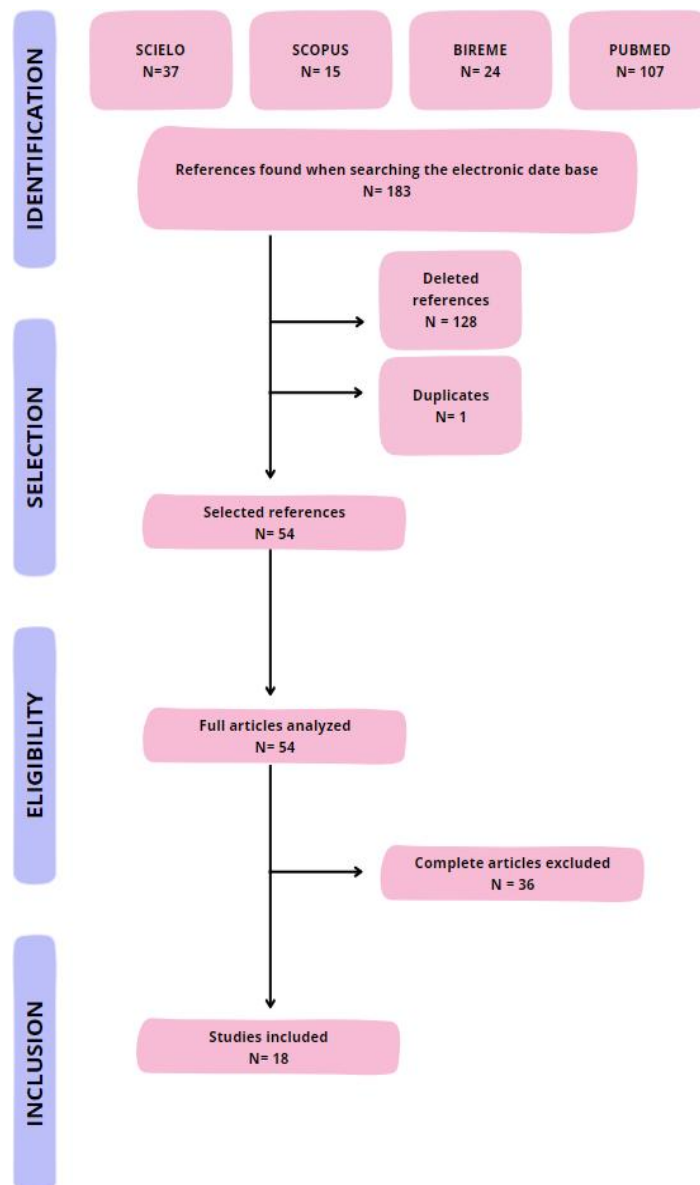 IDENTIFICATION
SCIELO
N=37
SCOPUS
N= 15
BIREME
N= 24
PUBMED
N= 107
References found when searching the electronic date base
N= 183
SELECTION
Deleted
references
N = 128
Duplicates
N= 1
Selected references
N= 54
ELIGIBILITY
Full articles analyzed
N= 54
Complete articles excluded
N = 36
INCLUSION
Studies included
N= 18